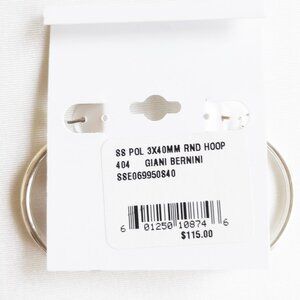 SS POL 3X40MM RND HOOP
404 GIANI BERNINI
SSE069950840
6 01250 10874 6
$115.00